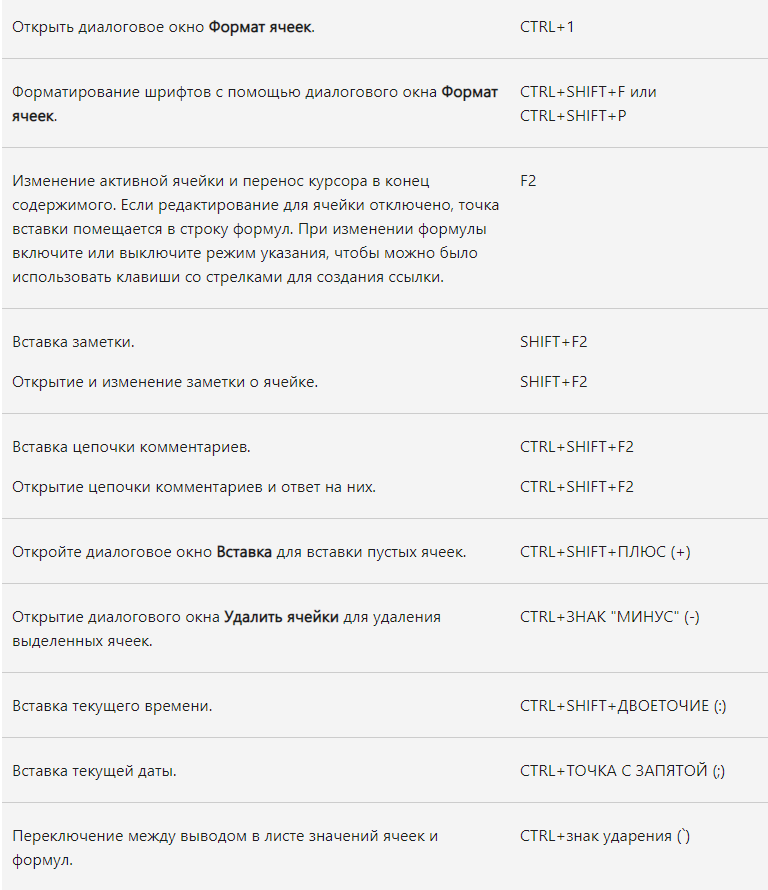 Открыть диалоговое окно Формат ячеек. CTRL+1
Форматирование шрифтов с помощью диалогового окна Формат CTRL+SHIFT+F или
ячеек. CTRL+SHIFT+P
Изменение активной ячейки и перенос курсора в конец F2
содержимого. Если редактирование для ячейки отключено, точка
вставки помещается в строку формул. При изменении формулы
включите или выключите режим указания, чтобы можно было
использовать клавиши со стрелками для создания ссылки.
Вставка заметки. SHIFT+F2
Открытие и изменение заметки о ячейке. SHIFT+F2
Вставка цепочки комментариев. CTRL+SHIFT+F2
Открытие цепочки комментариев и ответ на них. CTRL+SHIFT+F2
Откройте диалоговое окно Вставка для вставки пустых ячеек. CTRL+SHIFT+ПЛЮС (+)
Открытие диалогового окна Удалить ячейки для удаления CTRL+ЗНАК "МИНУС" (-)
выделенных ячеек.
Вставка текущего времени. CTRL+SHIFT+ДВОЕТОЧИЕ (:)
Вставка текущей даты. CTRL+ТОЧКА С ЗАПЯТОЙ (;)
Переключение между выводом в листе значений ячеек и CTRL+знак ударения (`)
формул.